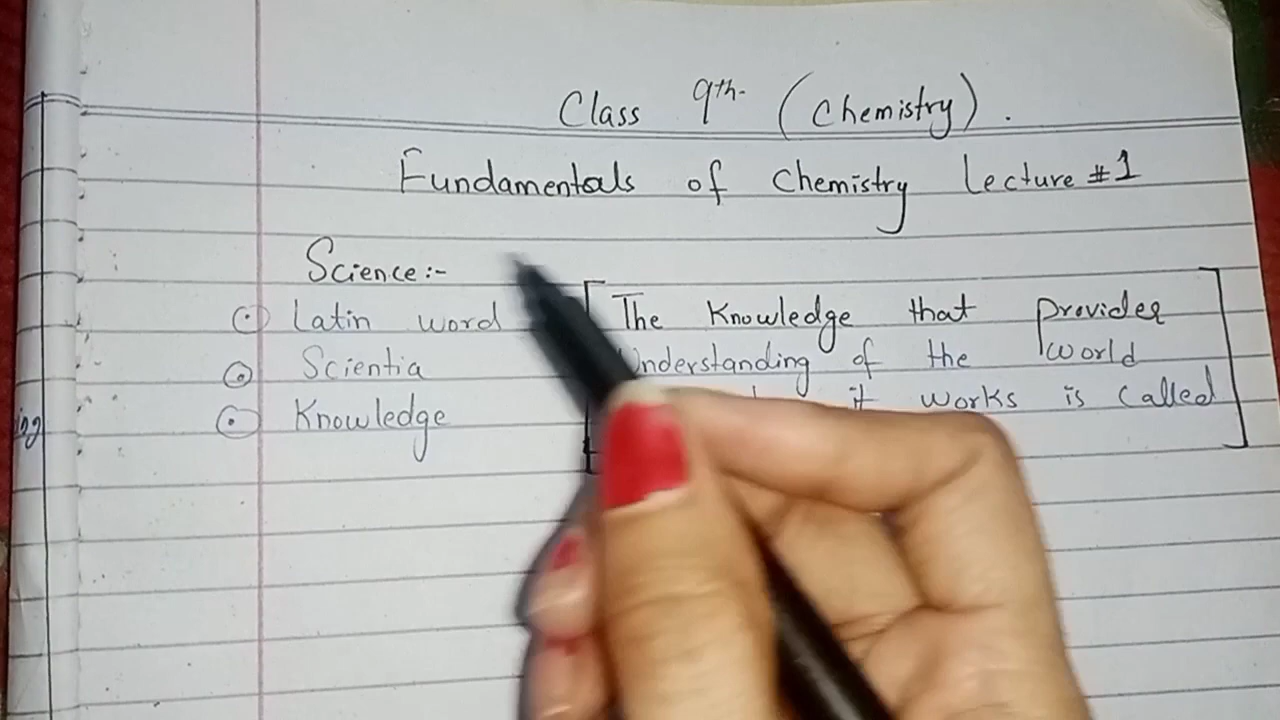 Class 9th. (Chemistry).
Fundamentals of Chemistry Lecture #1
Science:-
Latin word
Scientia
Knowledge
The Knowledge that provides
Understanding of the world
it works is called
ing